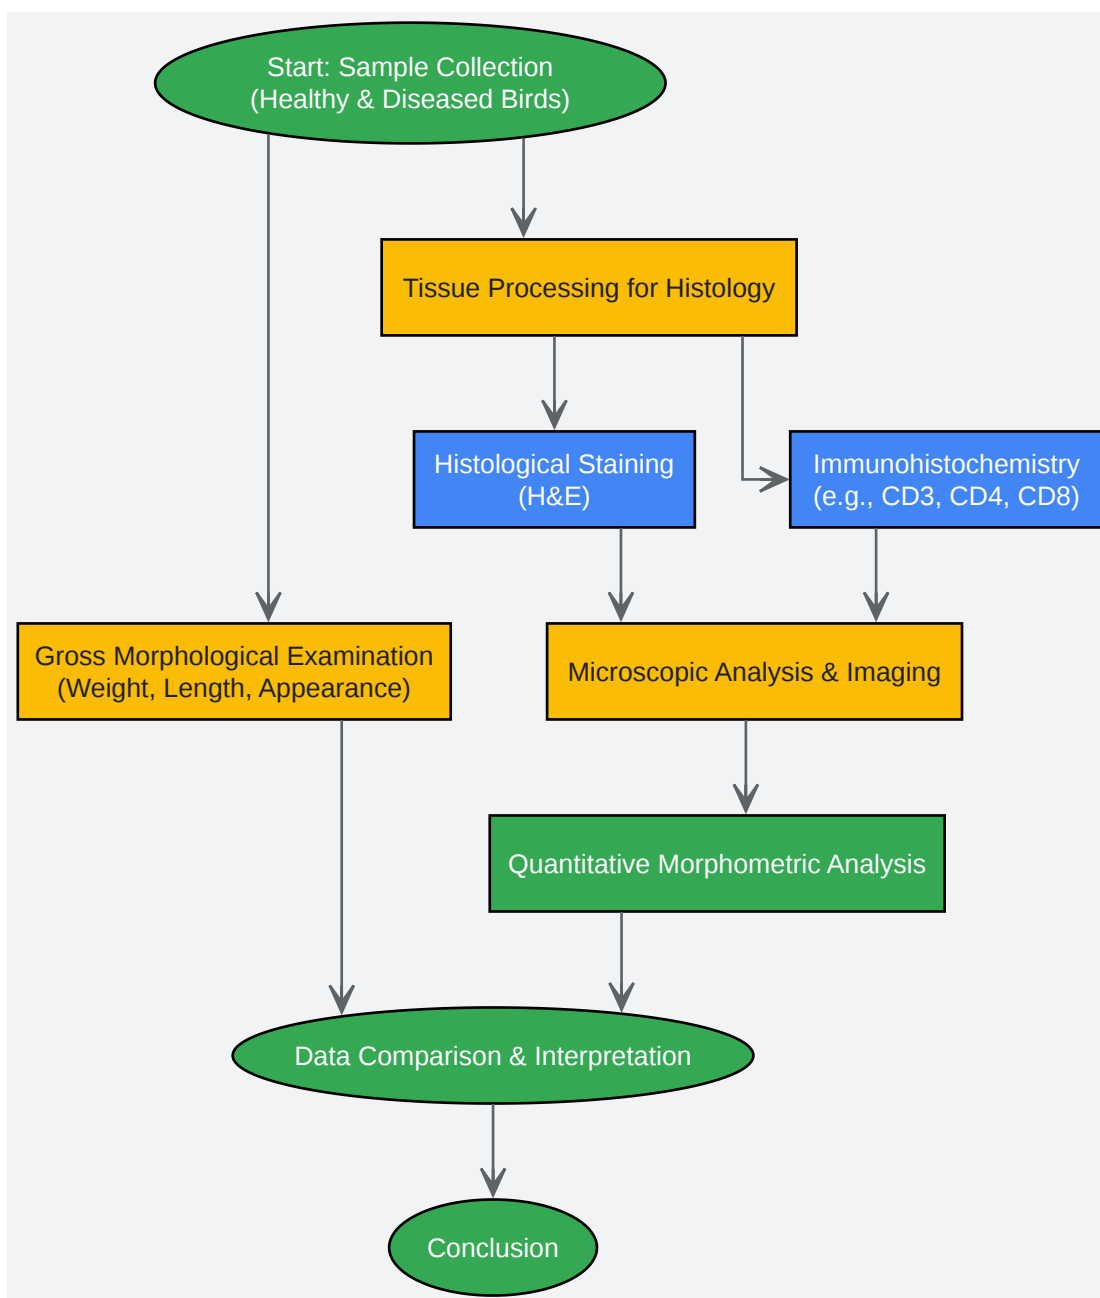 Start: Sample Collection
(Healthy & Diseased Birds)
Tissue Processing for Histology
Histological Staining
(H&E)
Immunohistochemistry
(e.g., CD3, CD4, CD8)
Gross Morphological Examination
(Weight, Length, Appearance)
Microscopic Analysis & Imaging
Quantitative Morphometric Analysis
Data Comparison & Interpretation
Conclusion